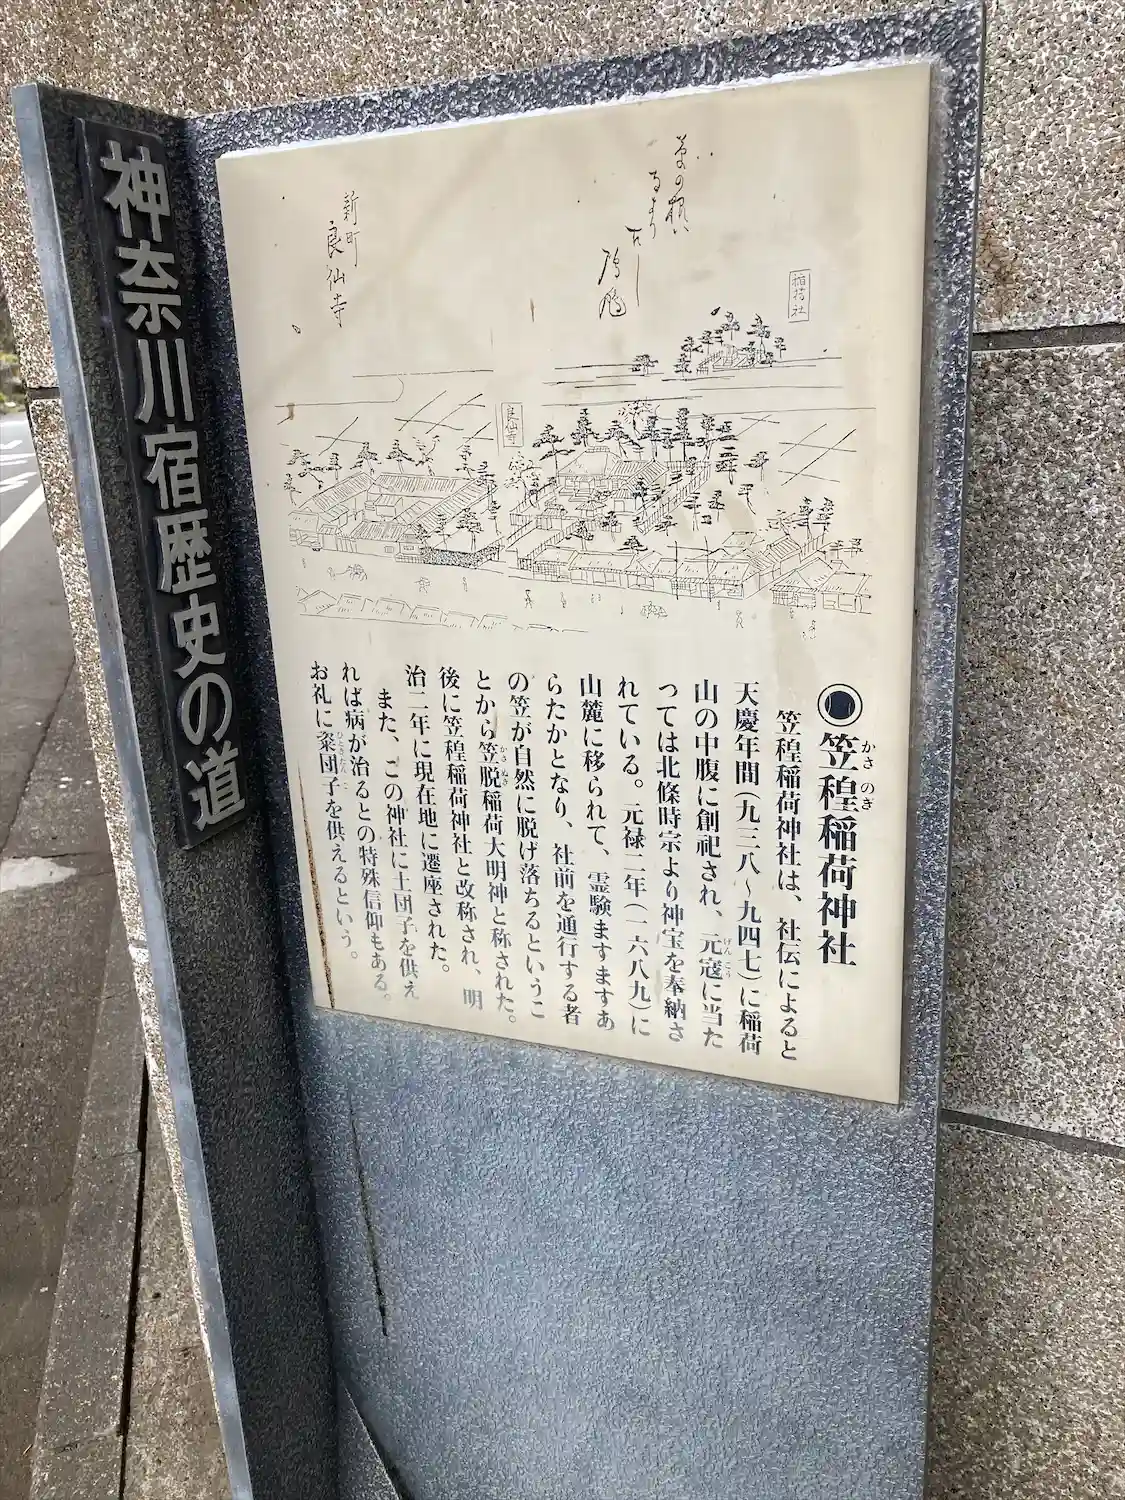 神奈川宿歴史の道
新町
良仙寺
稲荷社
良仙寺
◉笠䅣稲荷神社
かさのぎ
笠䅣稲荷神社は、社伝によると
天慶年間(九三八〜九四七)に稲荷
山の中腹に創祀され、元寇に当た
げんこう
っては北條時宗より神宝を奉納さ
れている。元禄二年(一六八九)に
山麓に移られて、霊験ますますあ
らたかとなり、社前を通行する者
の笠が自然に脱げ落ちるというこ
とから笠脱稲荷大明神と称された。
かさぬぎ
後に笠䅣稲荷神社と改称され、明
治二年に現在地に遷座された。
また、この神社に土団子を供え
れば病が治るとの特殊信仰もある。
お礼に粢団子を供えるという。